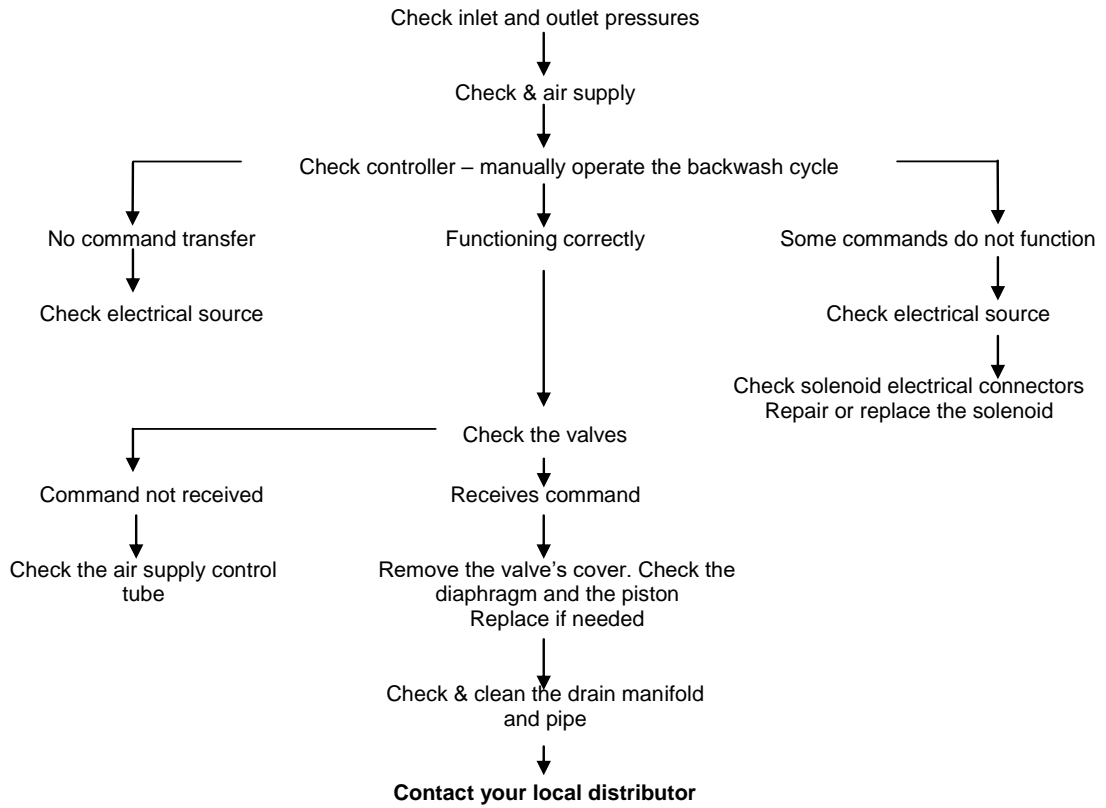 Check inlet and outlet pressures
Check & air supply
Check controller – manually operate the backwash cycle
No command transfer
Functioning correctly
Some commands do not function
Check electrical source
Check electrical source
Check solenoid electrical connectors
Repair or replace the solenoid
Check the valves
Command not received
Receives command
Check the air supply control
tube
Remove the valve’s cover. Check the
diaphragm and the piston
Replace if needed
Check & clean the drain manifold
and pipe
Contact your local distributor